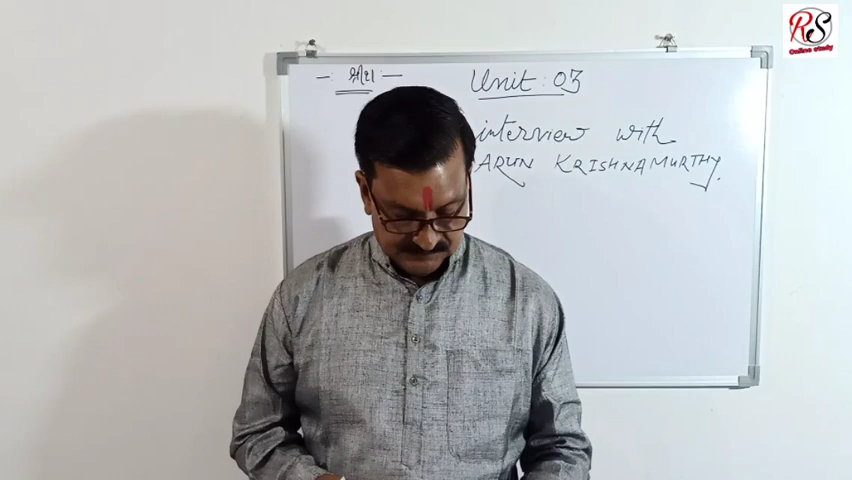 -: श्रीराः-
Unit : 03
interview with
ARUN KRISHNAMURTHY.
RS
Online study